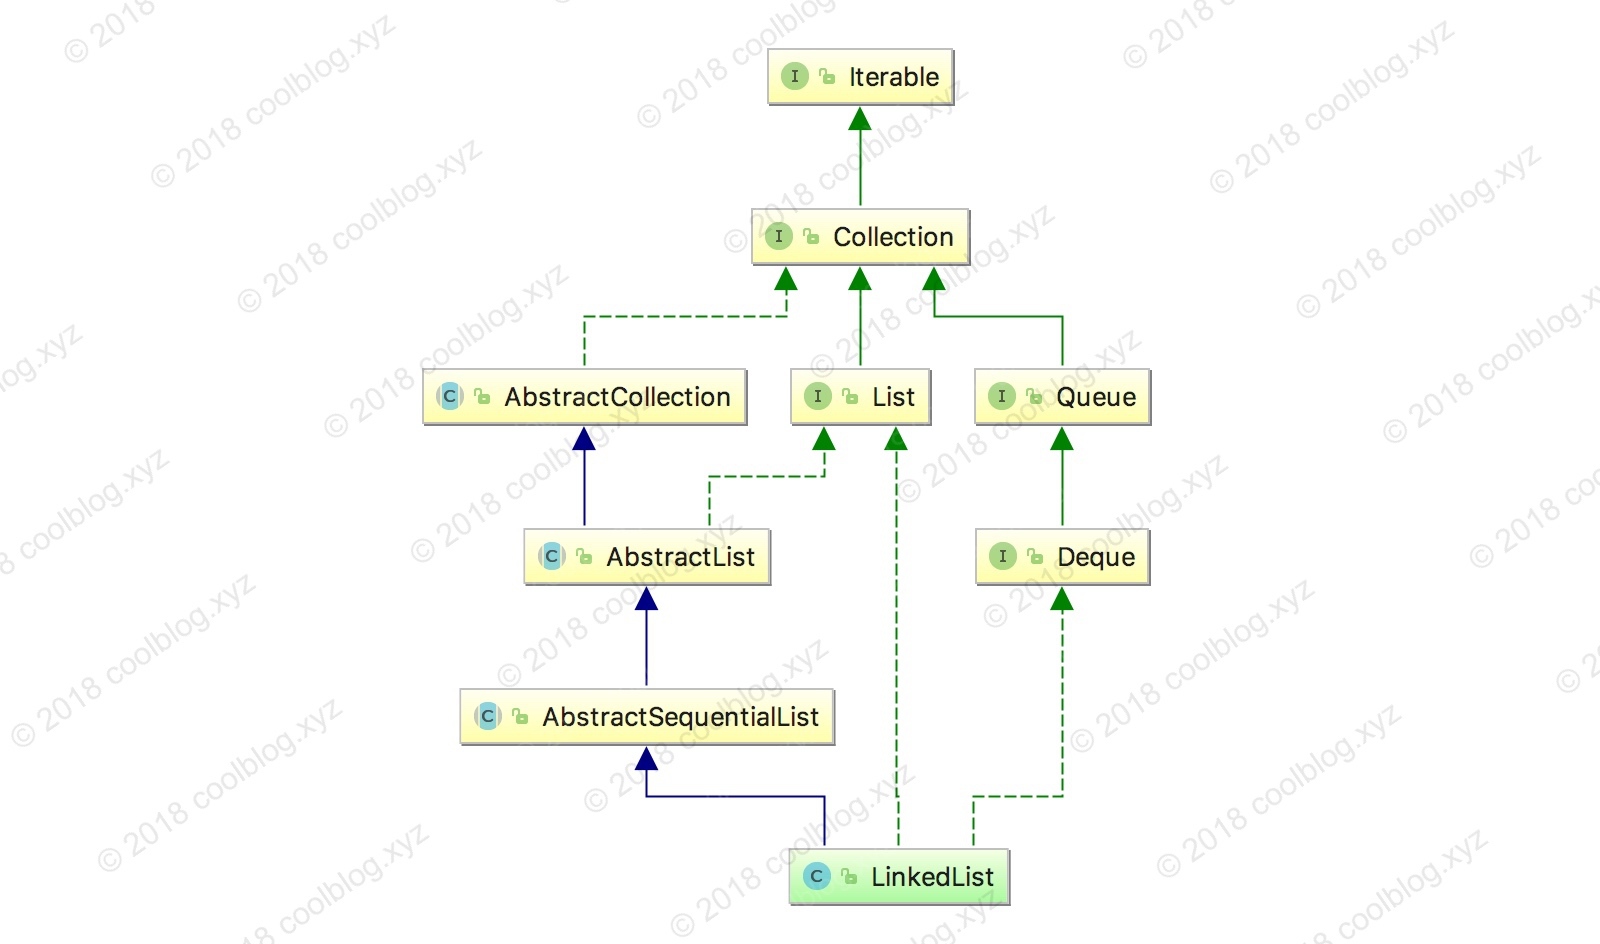 I Iterable
I Collection
C AbstractCollection
I List
I Queue
C AbstractList
I Deque
C AbstractSequentialList
C LinkedList
© 2018 coolblog.xyz